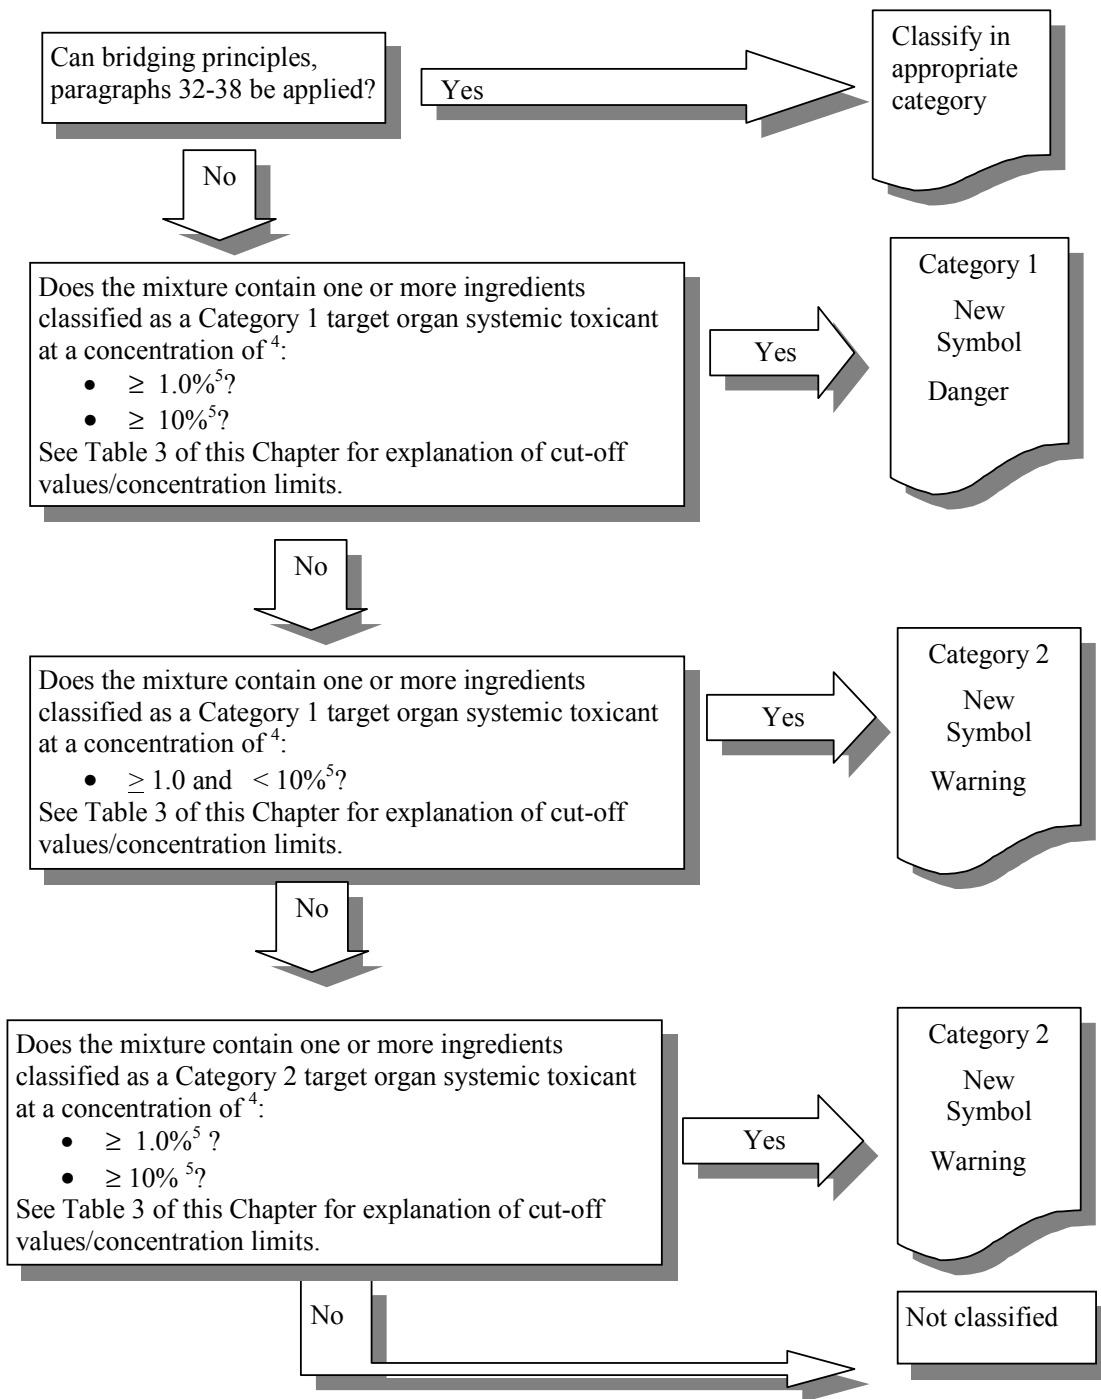 Can bridging principles,
paragraphs 32-38 be applied?
Yes
Classify in
appropriate
category
No
Does the mixture contain one or more ingredients
classified as a Category 1 target organ systemic toxicant
at a concentration of ⁴:
• ≥ 1.0%⁵?
• ≥ 10%⁵?
See Table 3 of this Chapter for explanation of cut-off
values/concentration limits.
Yes
Category 1
New
Symbol
Danger
No
Does the mixture contain one or more ingredients
classified as a Category 1 target organ systemic toxicant
at a concentration of ⁴:
• ≥ 1.0 and < 10%⁵?
See Table 3 of this Chapter for explanation of cut-off
values/concentration limits.
Yes
Category 2
New
Symbol
Warning
No
Does the mixture contain one or more ingredients
classified as a Category 2 target organ systemic toxicant
at a concentration of ⁴:
• ≥ 1.0%⁵ ?
• ≥ 10% ⁵?
See Table 3 of this Chapter for explanation of cut-off
values/concentration limits.
Yes
Category 2
New
Symbol
Warning
No
Not classified